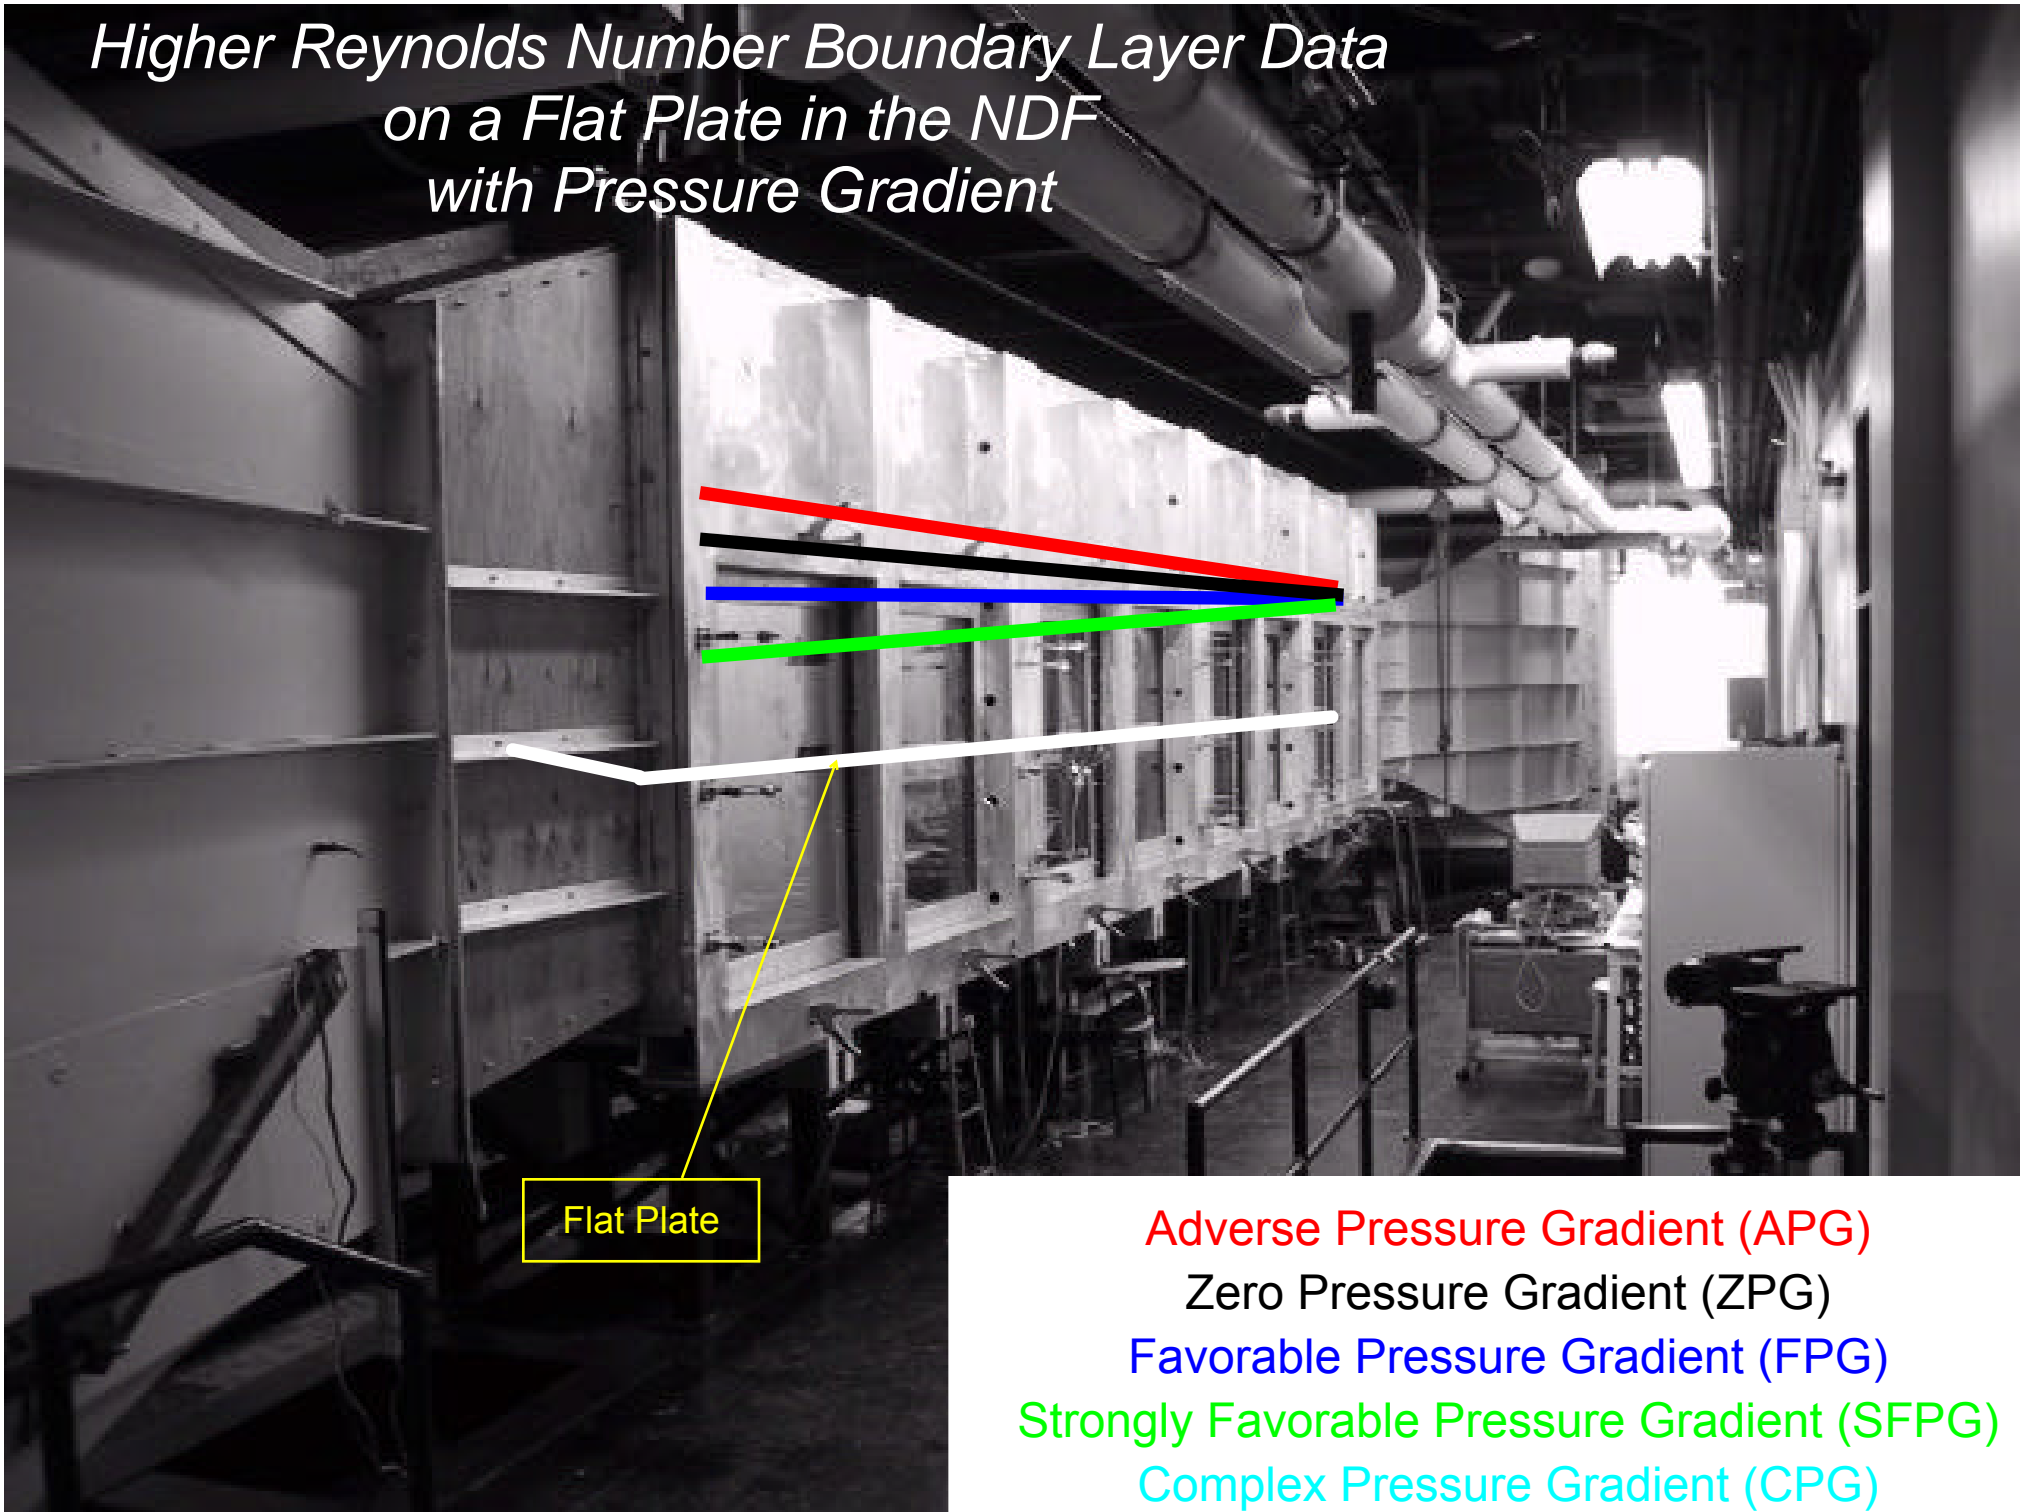 Higher Reynolds Number Boundary Layer Data
on a Flat Plate in the NDF
with Pressure Gradient
Flat Plate
Adverse Pressure Gradient (APG)
Zero Pressure Gradient (ZPG)
Favorable Pressure Gradient (FPG)
Strongly Favorable Pressure Gradient (SFPG)
Complex Pressure Gradient (CPG)